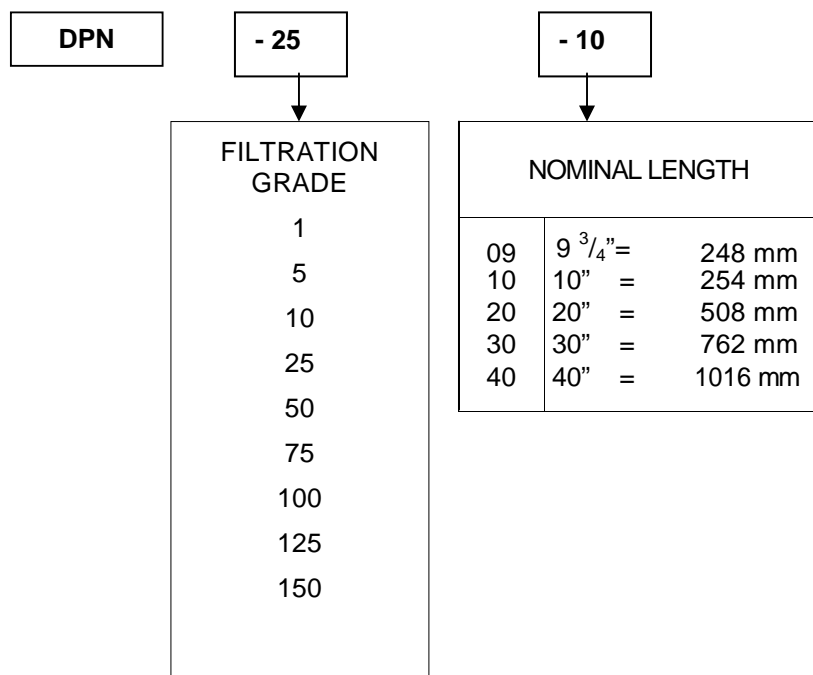 DPN - 25 - 10
FILTRATION
GRADE
1
5
10
25
50
75
100
125
150
NOMINAL LENGTH
09 9 3/4”= 248 mm
10 10” = 254 mm
20 20” = 508 mm
30 30” = 762 mm
40 40” = 1016 mm